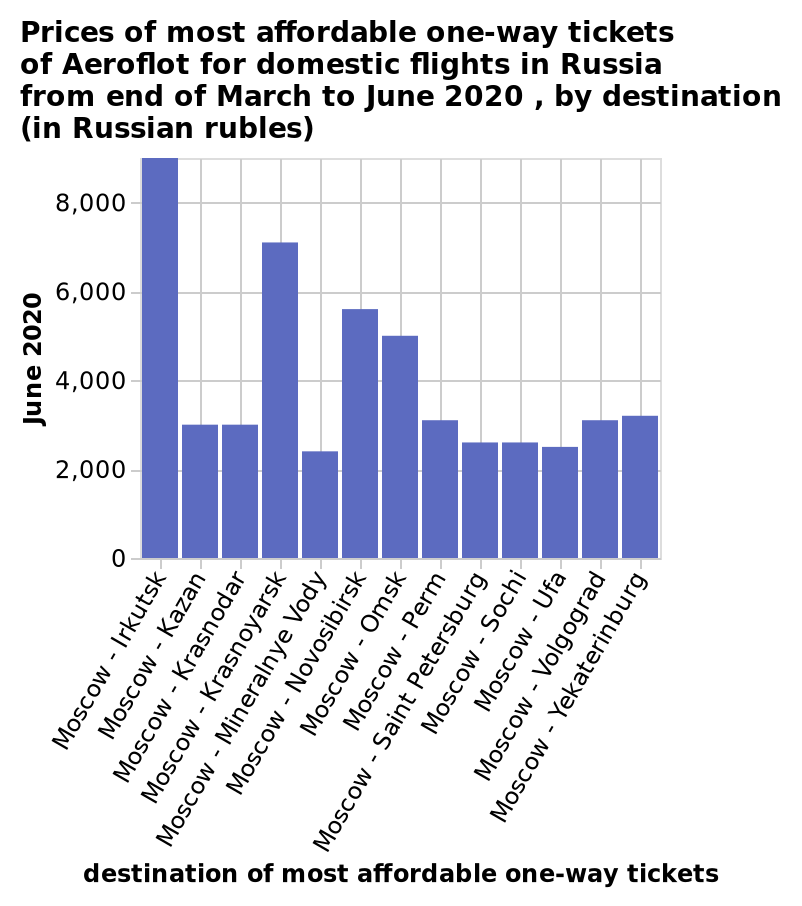 Prices of most affordable one-way tickets
of Aeroflot for domestic flights in Russia
from end of March to June 2020 , by destination
(in Russian rubles)
8,000
6,000
4,000
2,000
0
June 2020
Moscow - Irkutsk
Moscow - Kazan
Moscow - Krasnodar
Moscow - Krasnoyarsk
Moscow - Mineralnye Vody
Moscow - Novosibirsk
Moscow - Omsk
Moscow - Perm
Moscow - Saint Petersburg
Moscow - Sochi
Moscow - Ufa
Moscow - Volgograd
Moscow - Yekaterinburg
destination of most affordable one-way tickets